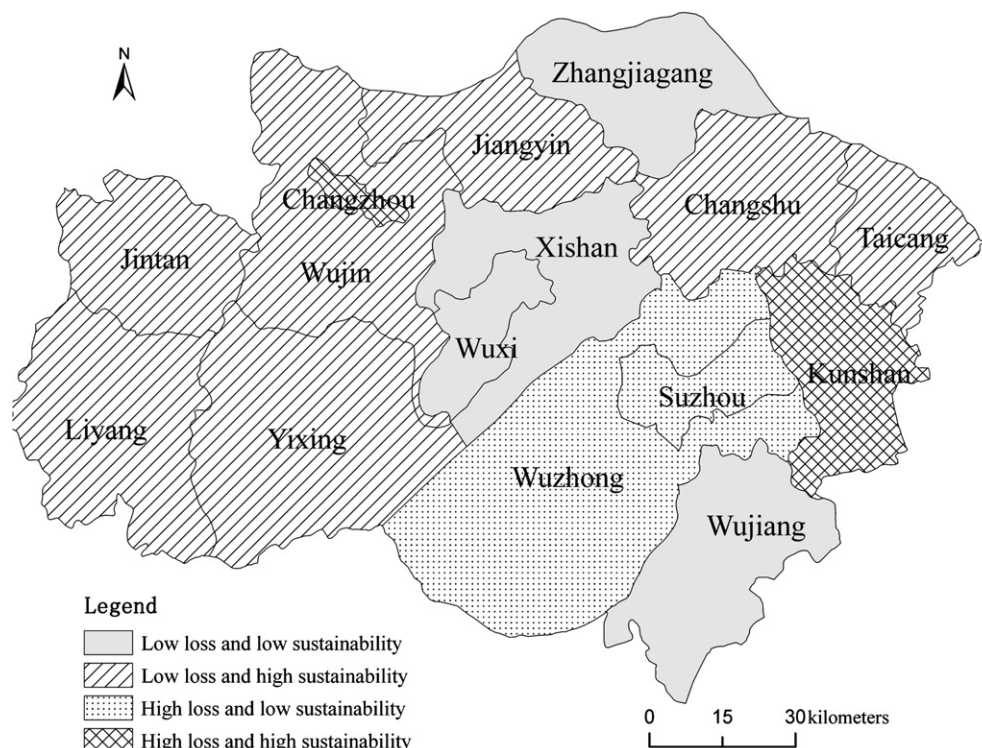 N
Zhangjiagang
Jiangyin
Changzhou
Changshu
Taicang
Xishan
Jintan
Wujin
Wuxi
Kunshan
Suzhou
Liyang
Yixing
Wuzhong
Wujiang
Legend
Low loss and low sustainability
Low loss and high sustainability
High loss and low sustainability
High loss and high sustainability
0 15 30 kilometers